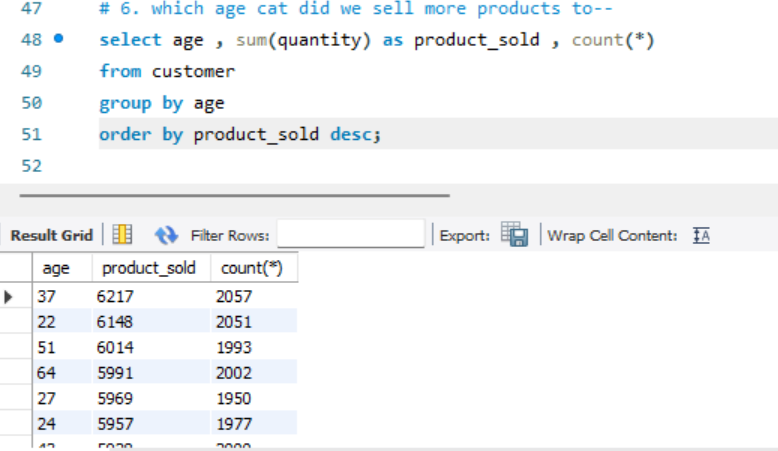 47 # 6. which age cat did we sell more products to--
48 select age , sum(quantity) as product_sold , count(*)
49 from customer
50 group by age
51 order by product_sold desc;
52
Result Grid Filter Rows: Export: Wrap Cell Content: IA
age product_sold count(*)
37 6217 2057
22 6148 2051
51 6014 1993
64 5991 2002
27 5969 1950
24 5957 1977